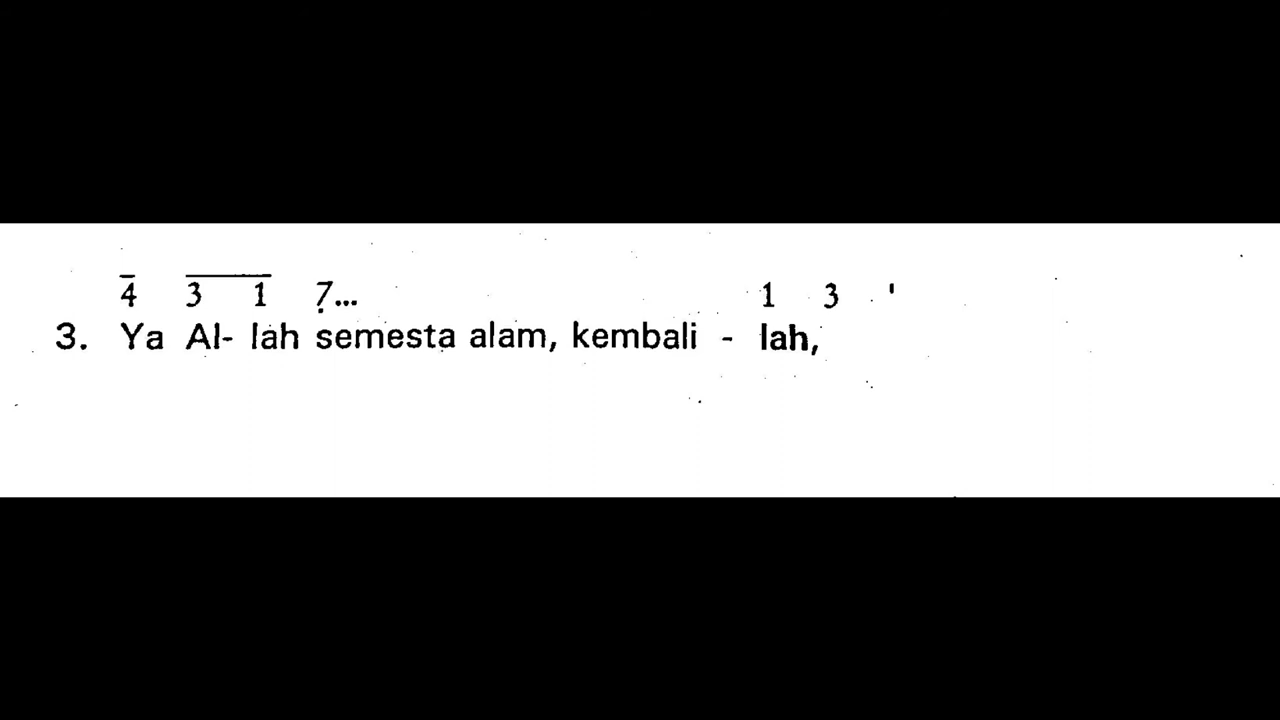 4 3 1 7... 1 3 '
3. Ya Al- lah semesta alam, kembali - lah,